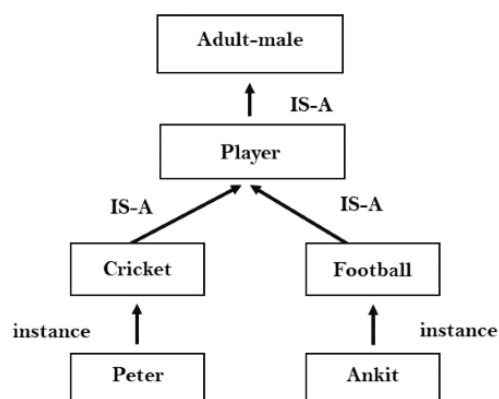 Adult-male
IS-A
Player
IS-A
IS-A
Cricket
Football
instance
instance
Peter
Ankit